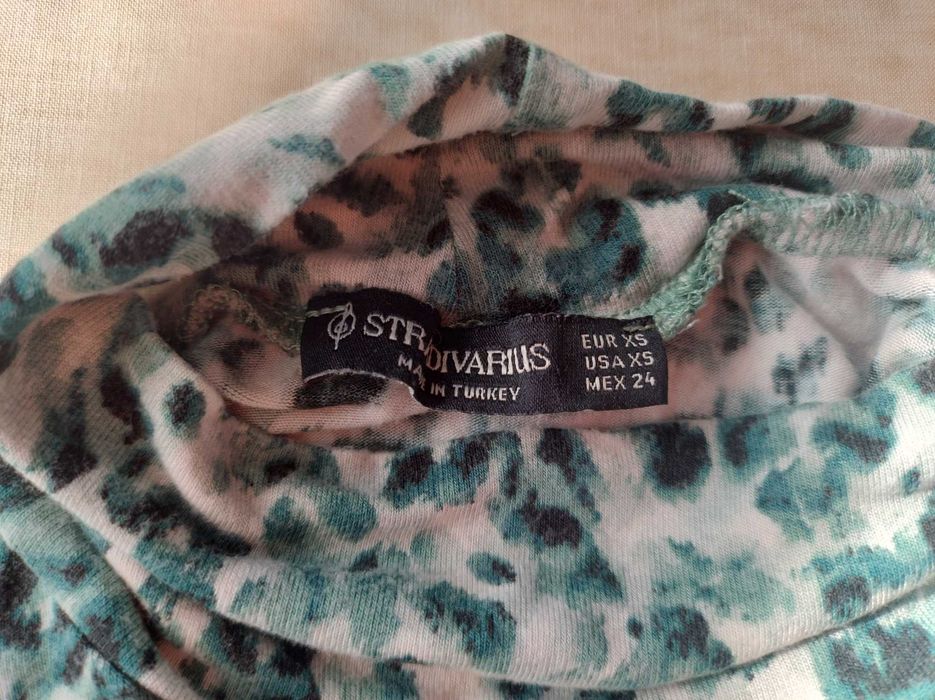 STRADIVARIUS
MADE IN TURKEY
EUR XS
USA XS
MEX 24